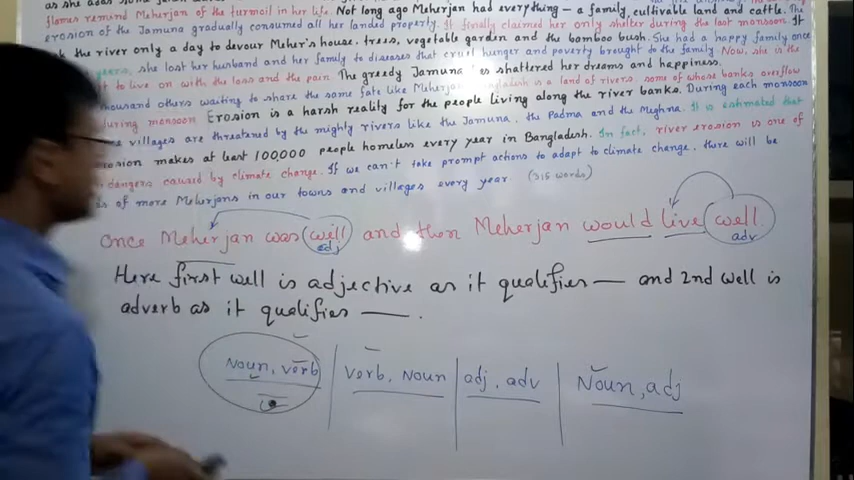 flames remind Meherjan of the turmoil in her life. Not long ago Meherjan had everything – a family, cultivable land and cattle. The
erosion of the Jamuna gradually consumed all her landed property. It finally claimed her only shelter during the last monsoon. It
the river only a day to devour Meher's house, trees, vegetable garden and the bamboo bush. She had a happy family once
years, she lost her husband and her family to diseases that cruel hunger and poverty brought to the family. Now, she is the
to live on with the loss and the pain. The greedy Jamuna has shattered her dreams and happiness.
thousand others waiting to share the same fate like Meherjan. is a land of rivers some of whose banks overflow
during monsoon Erosion is a harsh reality for the people living along the river banks. During each monsoon
villages are threatened by the mighty rivers like the Jamuna, the Padma and the Meghna. It is estimated that
makes at least 100,000 people homeless every year in Bangladesh. In fact, river erosion is one of
dangers caused by climate change. If we can't take prompt actions to adapt to climate change, there will be
of more Meherjans in our towns and villages every year. (315 words)
Once Meherjan was well and then Meherjan would live well.
adj adv
Here first well is adjective as it qualifies — and 2nd well is
adverb as it qualifies — .
Noun, verb verb, Noun adj, adv Noun, adj